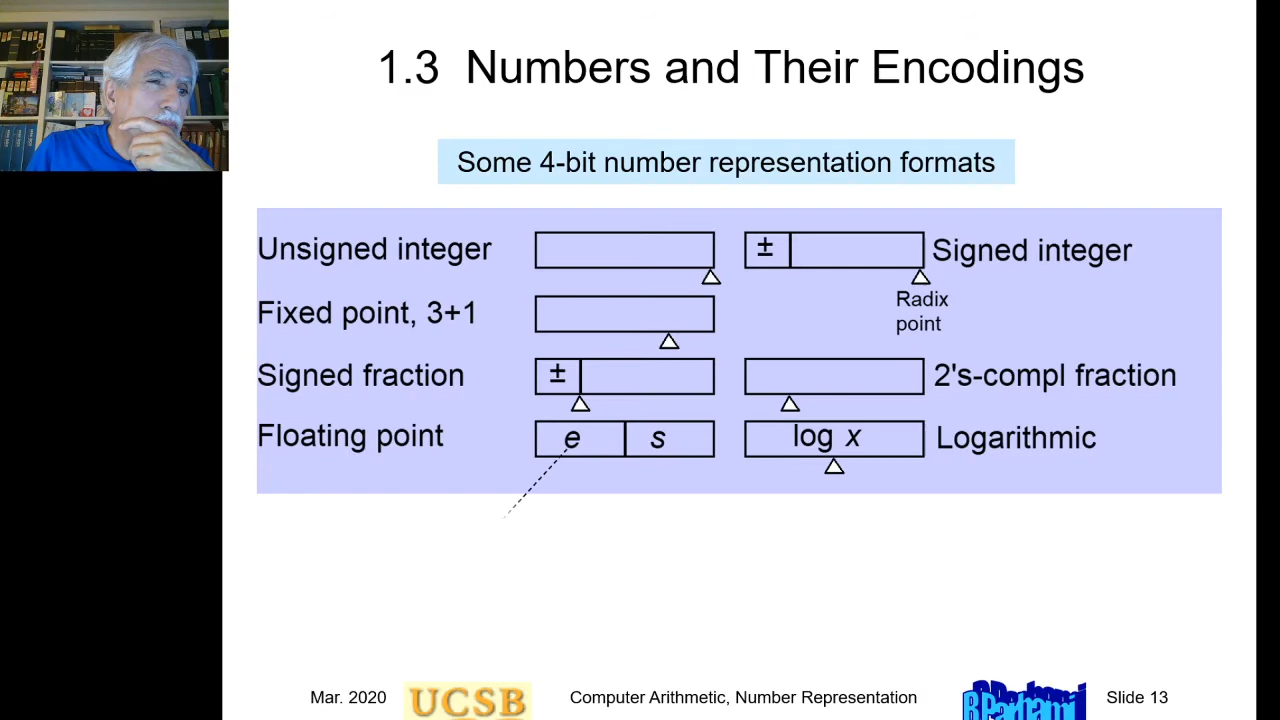 1.3 Numbers and Their Encodings
Some 4-bit number representation formats
Unsigned integer
± Signed integer
Radix
point
Fixed point, 3+1
Signed fraction ± 2's-compl fraction
Floating point e s log x Logarithmic
Mar. 2020 UCSB Computer Arithmetic, Number Representation B Parhami Slide 13